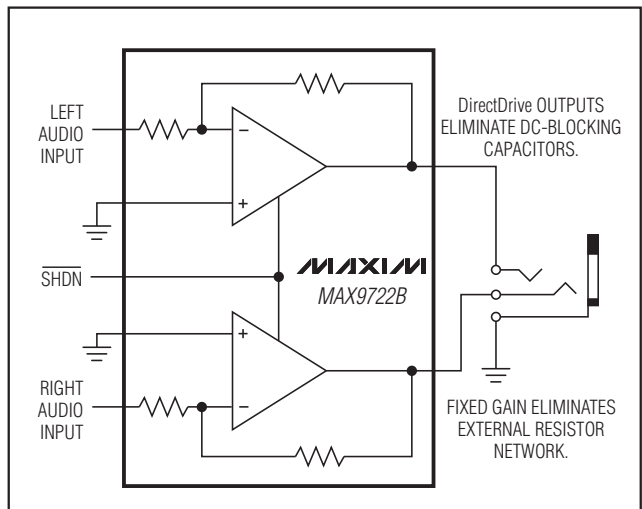 LEFT
AUDIO
INPUT
DirectDrive OUTPUTS
ELIMINATE DC-BLOCKING
CAPACITORS.
−
+
SHDN
MAXIM
MAX9722B
+
−
RIGHT
AUDIO
INPUT
FIXED GAIN ELIMINATES
EXTERNAL RESISTOR
NETWORK.